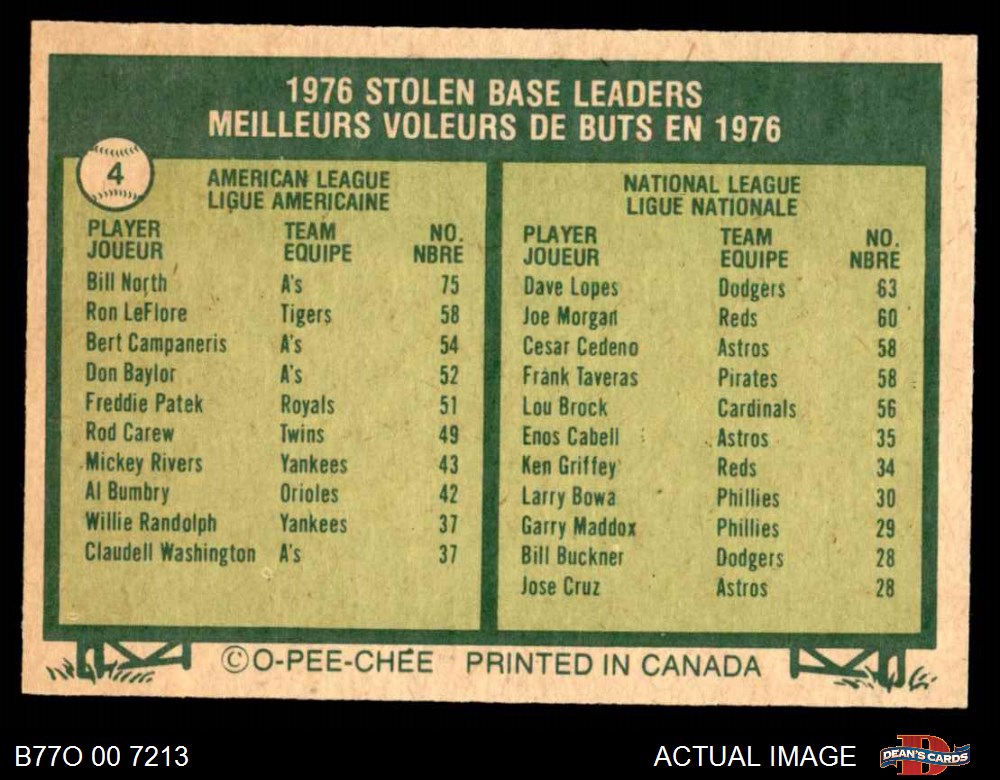 1976 STOLEN BASE LEADERS
MEILLEURS VOLEURS DE BUTS EN 1976
4
AMERICAN LEAGUE
LIGUE AMERICAINE
PLAYER TEAM NO.
JOUEUR EQUIPE NBRE
Bill North A's 75
Ron LeFlore Tigers 58
Bert Campaneris A's 54
Don Baylor A's 52
Freddie Patek Royals 51
Rod Carew Twins 49
Mickey Rivers Yankees 43
Al Bumbry Orioles 42
Willie Randolph Yankees 37
Claudell Washington A's 37
NATIONAL LEAGUE
LIGUE NATIONALE
PLAYER TEAM NO.
JOUEUR EQUIPE NBRE
Dave Lopes Dodgers 63
Joe Morgan Reds 60
Cesar Cedeno Astros 58
Frank Taveras Pirates 58
Lou Brock Cardinals 56
Enos Cabell Astros 35
Ken Griffey Reds 34
Larry Bowa Phillies 30
Garry Maddox Phillies 29
Bill Buckner Dodgers 28
Jose Cruz Astros 28
©O-PEE-CHEE PRINTED IN CANADA
B77O 00 7213
ACTUAL IMAGE
DEAN'S CARDS